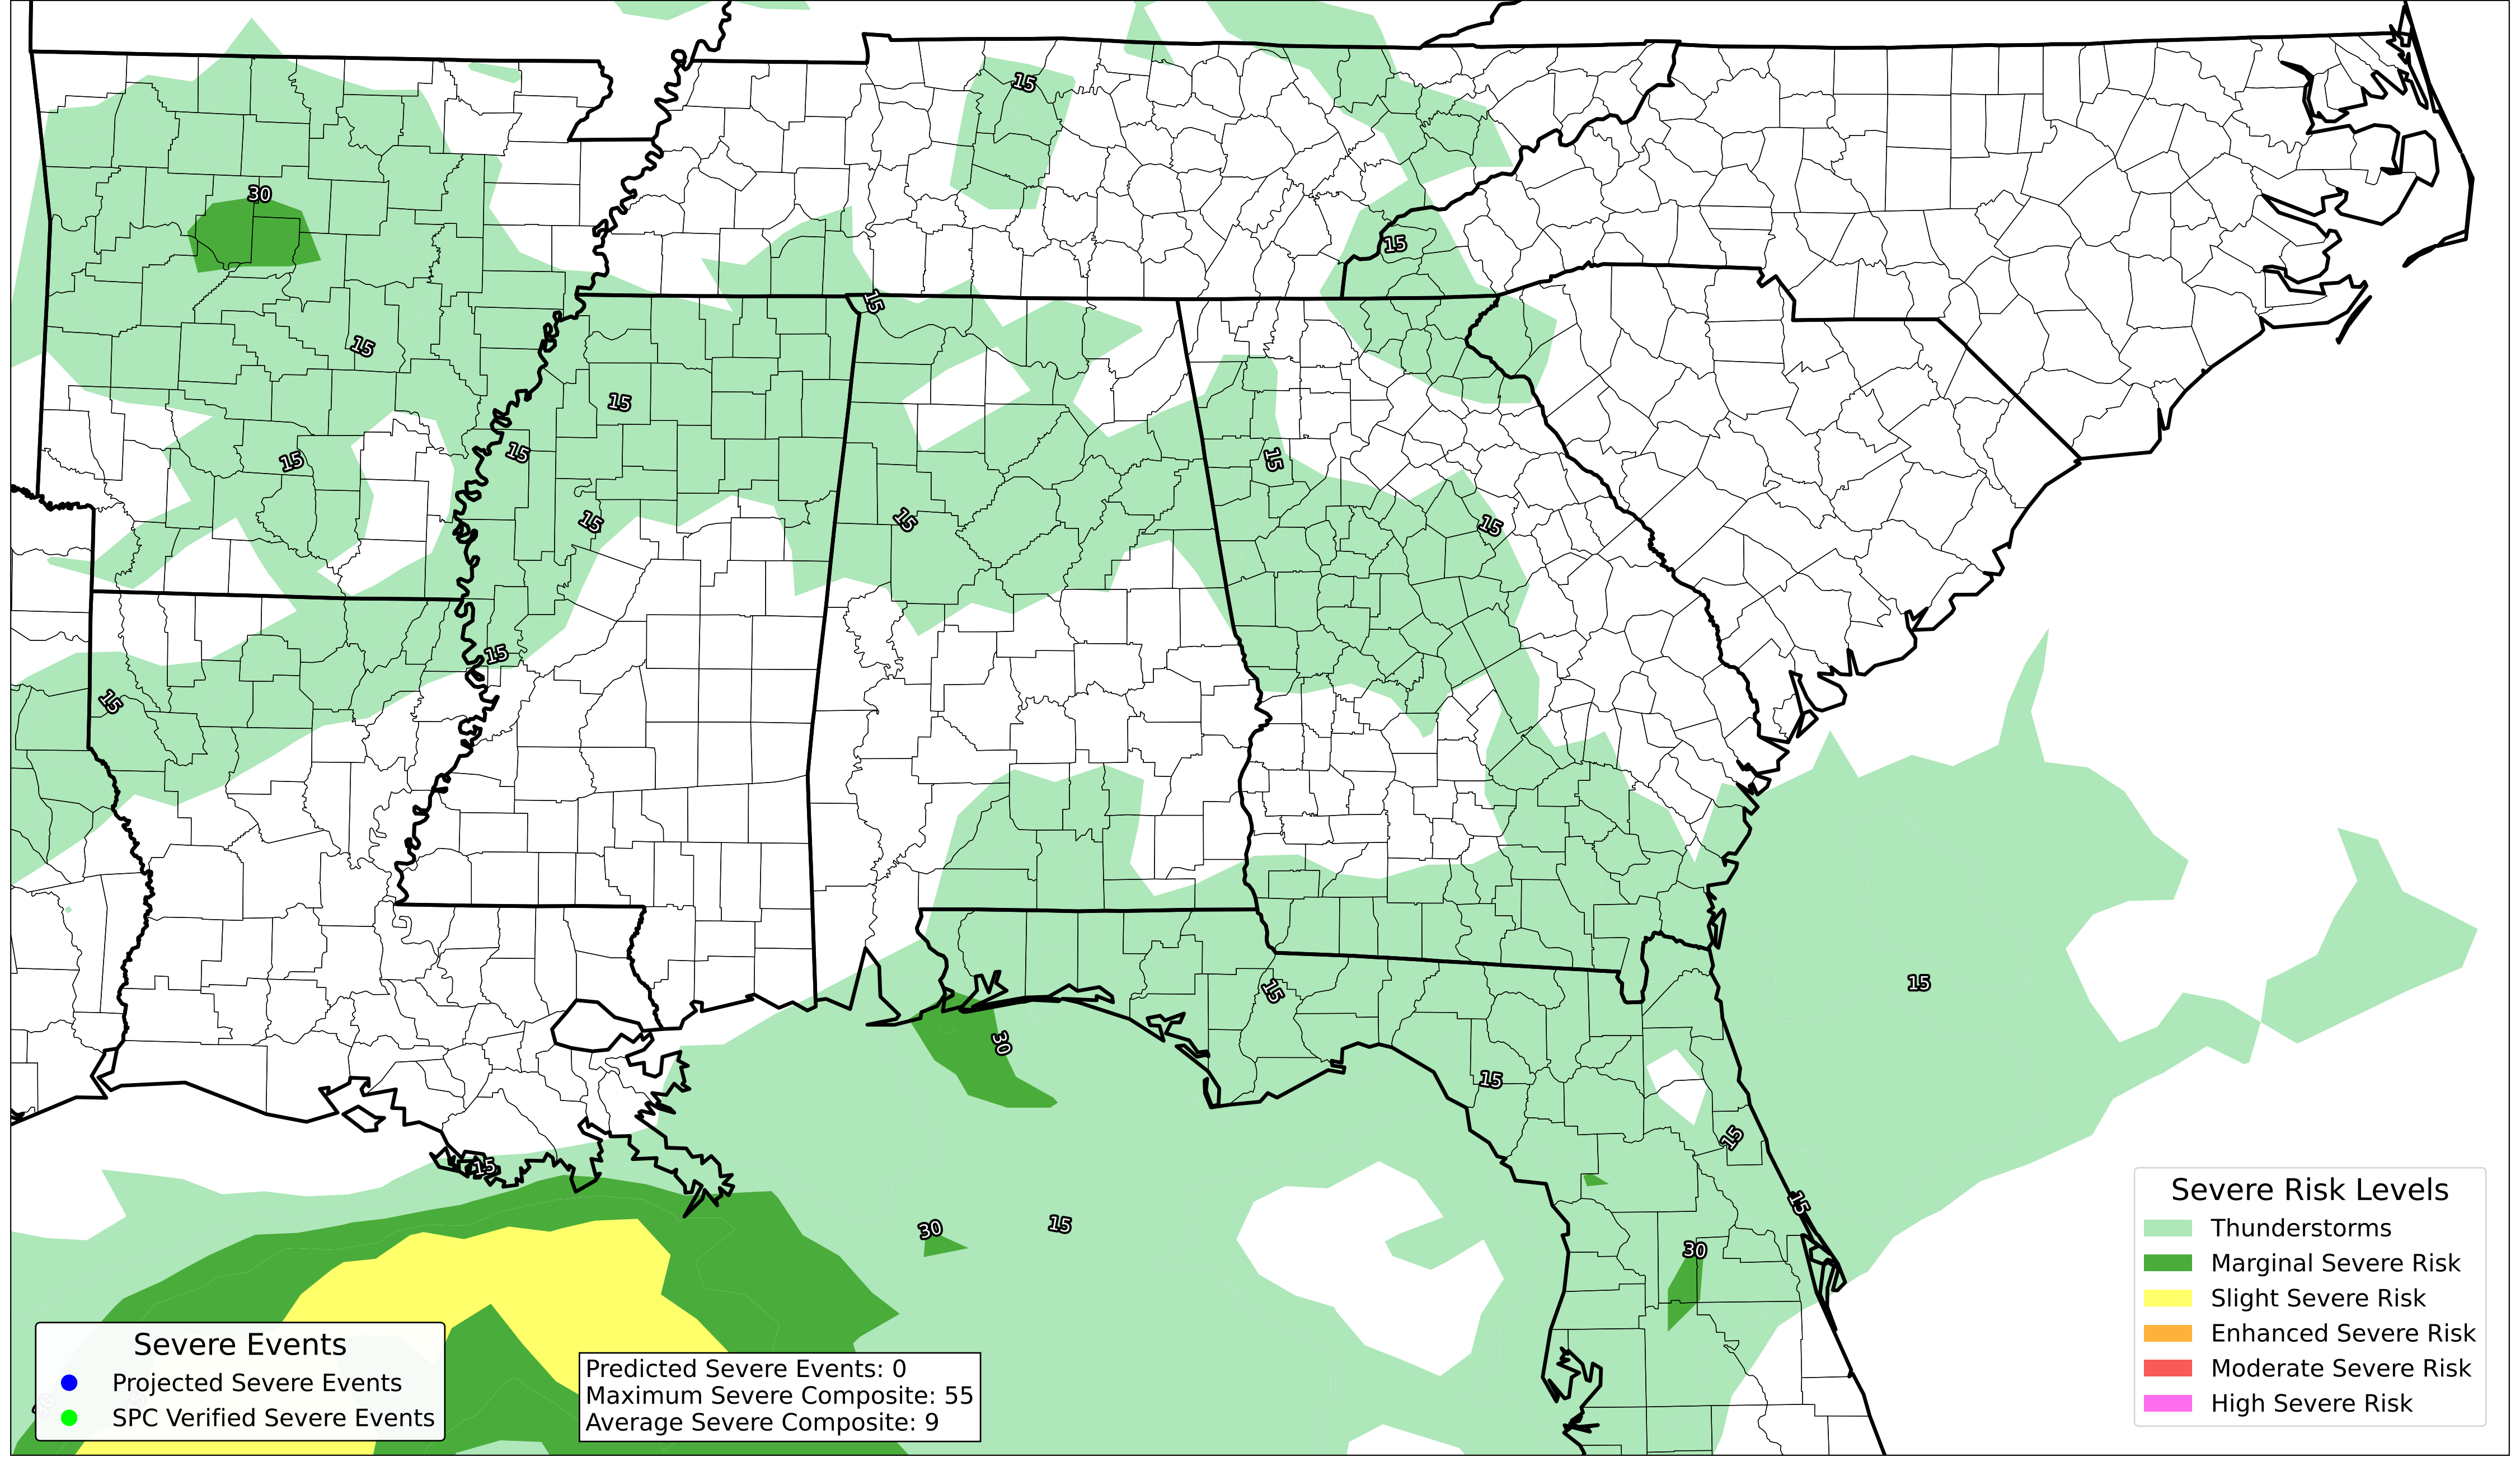 15
30
15
15
15
15
15
15
15
15
15
15
15
15
15
30
15
15
15
15
30
15
30
Severe Risk Levels
Thunderstorms
Marginal Severe Risk
Slight Severe Risk
Enhanced Severe Risk
Moderate Severe Risk
High Severe Risk
Severe Events
Projected Severe Events
SPC Verified Severe Events
Predicted Severe Events: 0
Maximum Severe Composite: 55
Average Severe Composite: 9